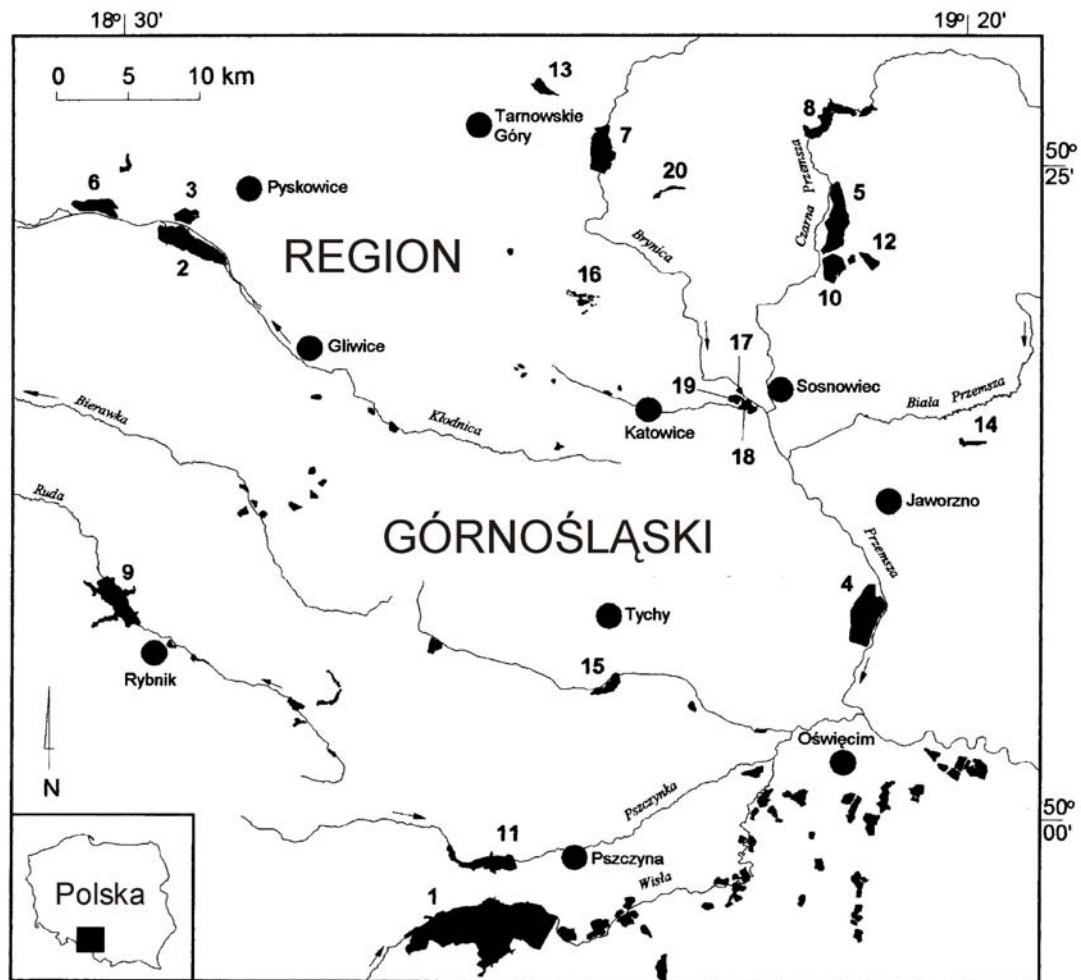 18° 30'
19° 20'
0 5 10 km
13
Tarnowskie
Góry
8
7
50°
25'
Czarna Przemsza
20
5
6
3
Pyskowice
12
2
REGION
Brynica
10
16
Gliwice
17
19
Sosnowiec
Biała Przemsza
Bierawka
Kłodnica
Katowice
18
14
Ruda
Jaworzno
GÓRNOŚLĄSKI
Przemsza
9
4
Tychy
Rybnik
15
Oświęcim
N
Pszczynka
50°
00'
11
Pszczyna
Wisła
Polska
1